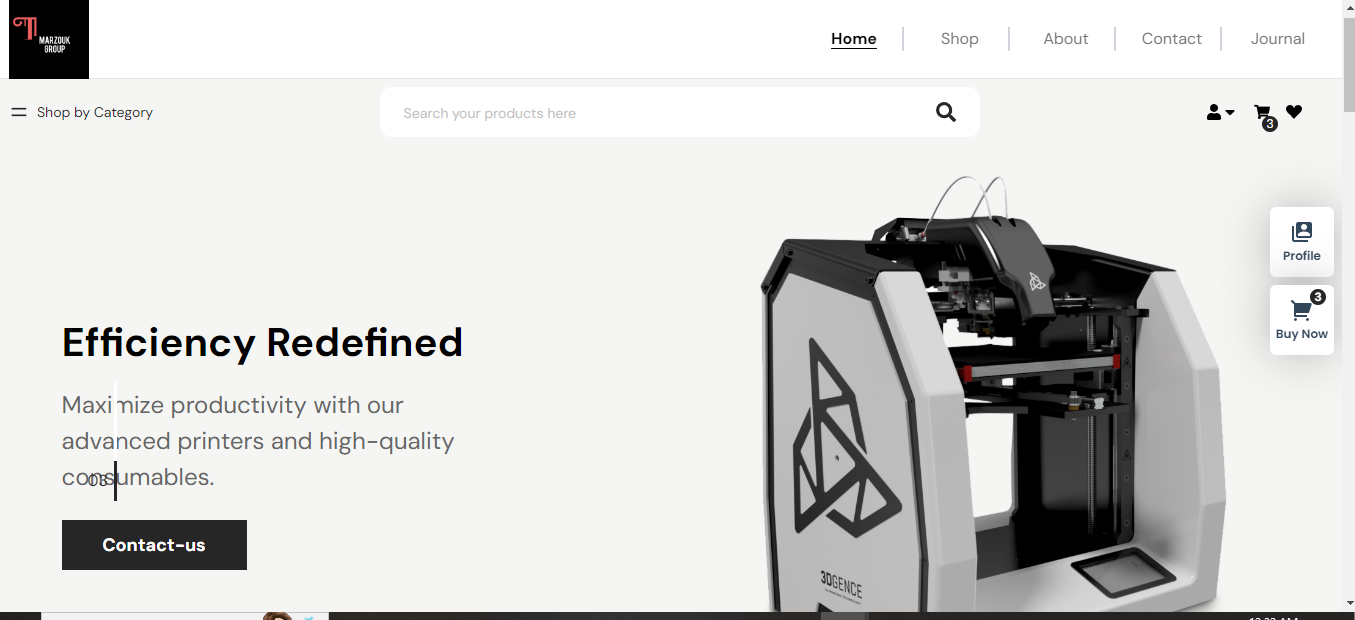 MARZOUK
GROUP
Home
Shop
About
Contact
Journal
Shop by Category
Search your products here
3
Profile
3
Buy Now
Efficiency Redefined
Maximize productivity with our
advanced printers and high-quality
consumables.
03
Contact-us
3DGENCE